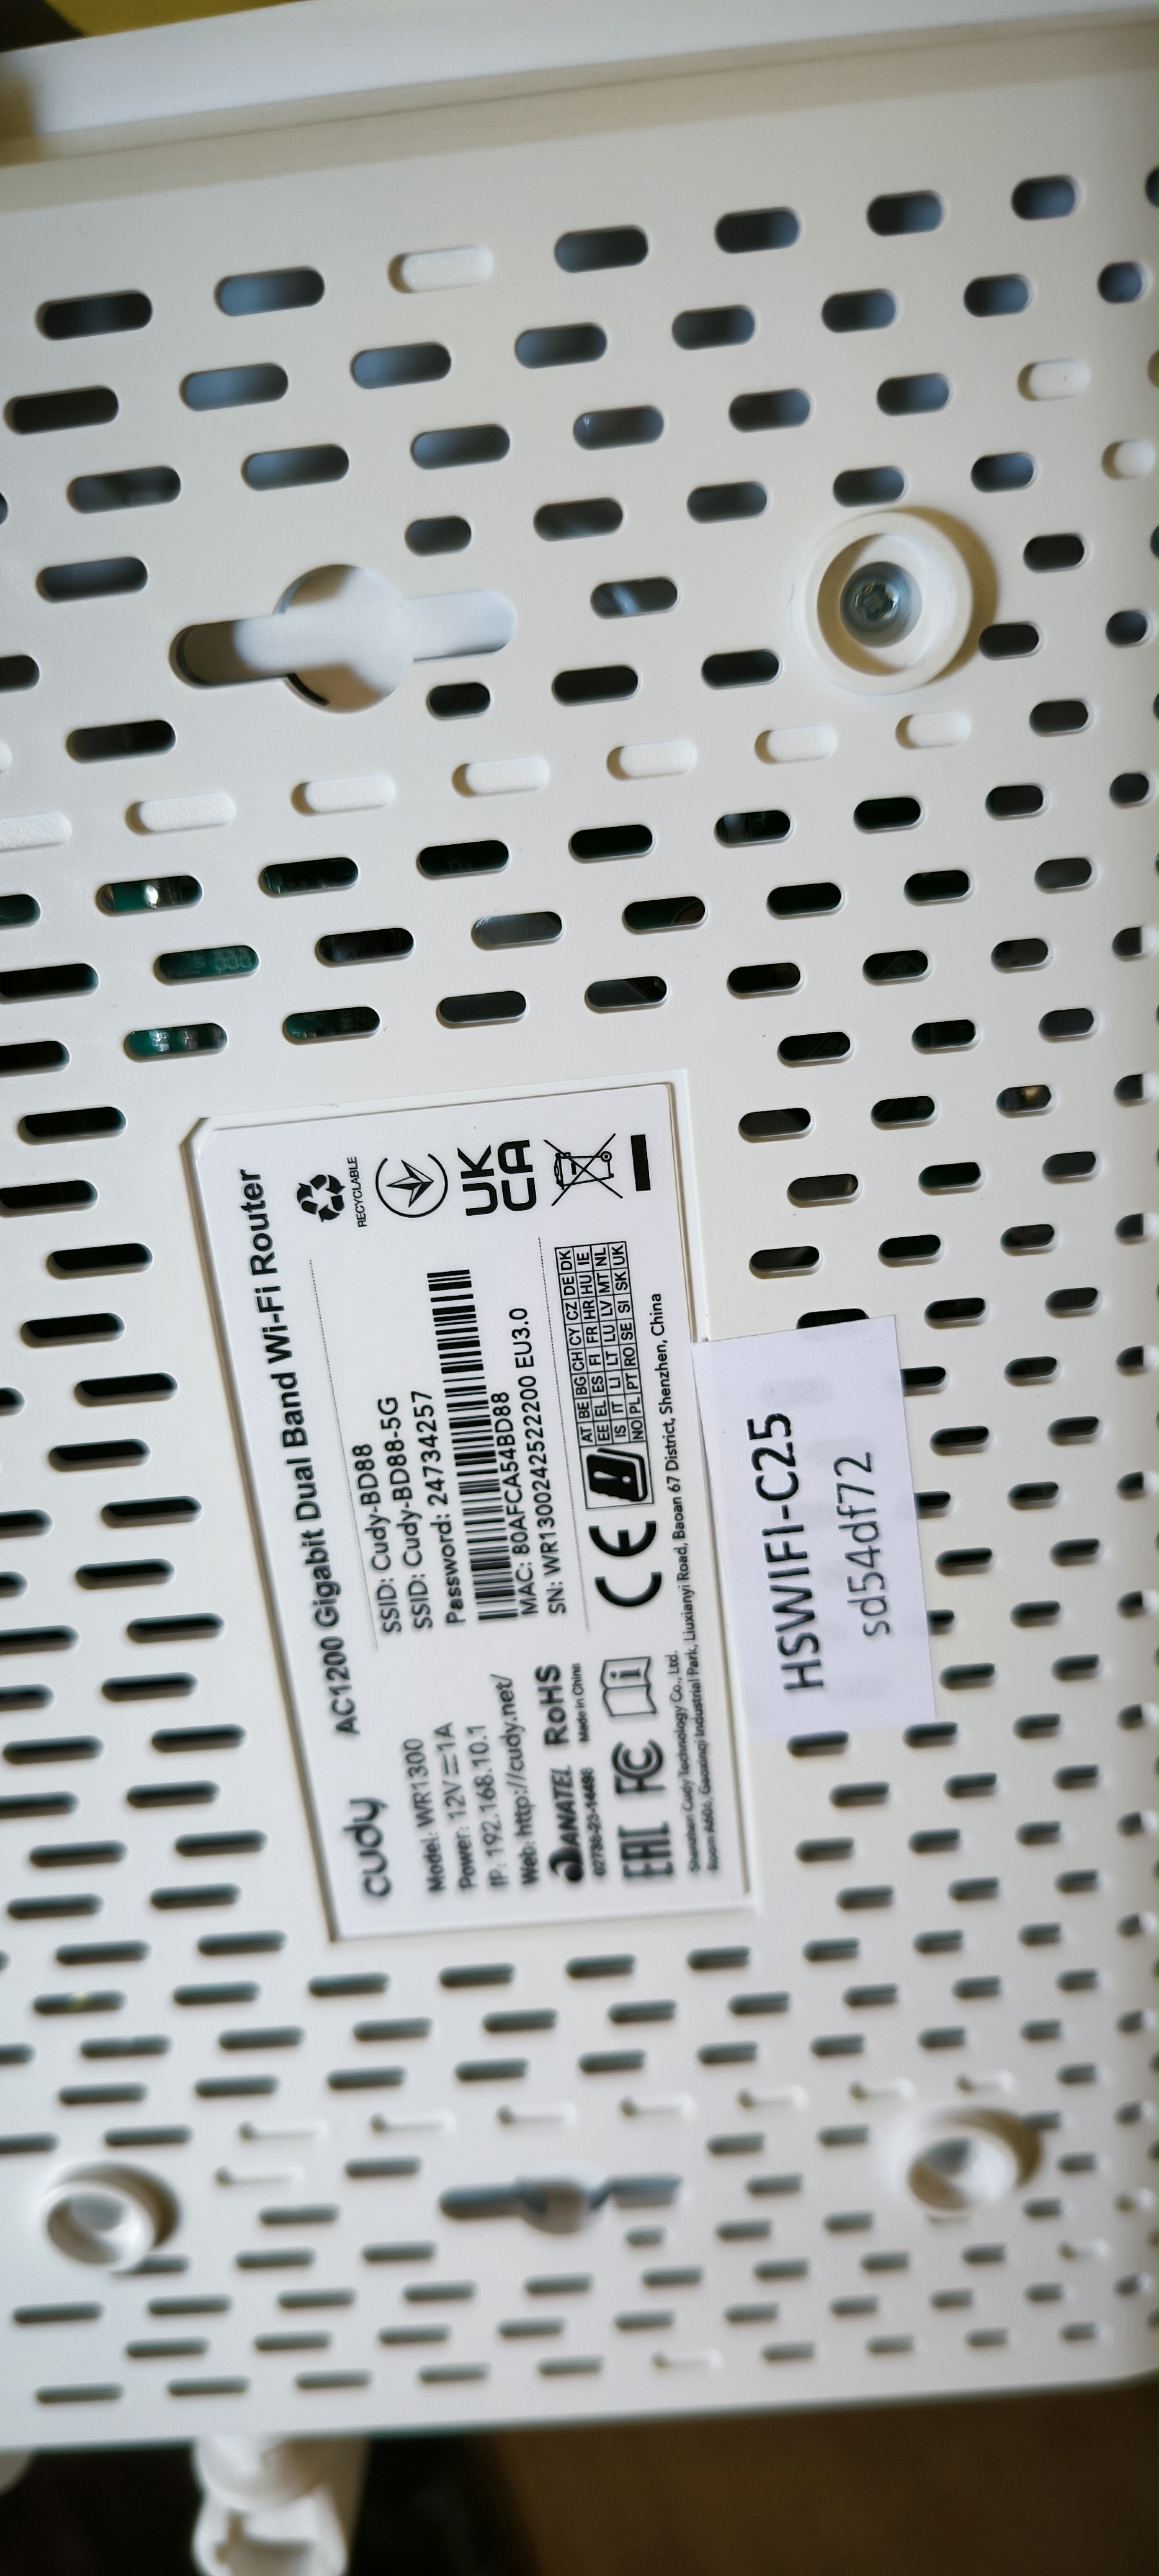 cudy AC1200 Gigabit Dual Band Wi-Fi Router
Model: WR1300
Power: 12V⎓1A
IP: 192.168.10.1
Web: http://cudy.net/
SSID: Cudy-BD88
SSID: Cudy-BD88-5G
Password: 24734257
MAC: 80AFCA54BD88
SN: WR1300242522200 EU3.0
RECYCLABLE
UK
CA
ANATEL
RoHS
Made in China
EAC FC CE
AT BE BG CH CY CZ DE DK
EE EL ES FI FR HR HU IE
IS IT LI LT LU LV MT NL
NO PL PT RO SE SI SK UK
Shenzhen Cudy Technology Co., Ltd.
Industrial Park, Liuxianyi Road, Baoan 67 District, Shenzhen, China
HSWIFI-C25
sd54df72